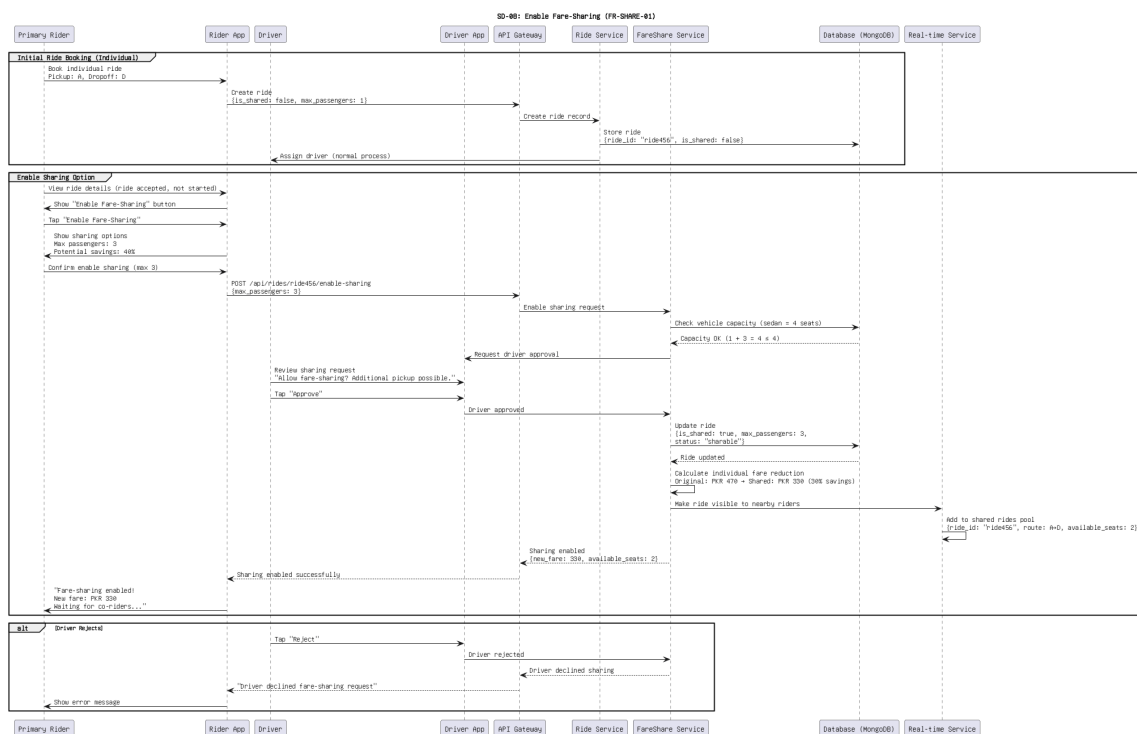 SD-08: Enable Fare-Sharing (FR-SHARE-01)
Primary Rider
Rider App
Driver
Driver App
API Gateway
Ride Service
FareShare Service
Database (MongoDB)
Real-time Service
Initial Ride Booking (Individual)
Book individual ride
Pickup: A, Dropoff: D
Create ride
{is_shared: false, max_passengers: 1}
Create ride record
Store ride
{ride_id: "ride456", is_shared: false}
Assign driver (normal process)
Enable Sharing Option
View ride details (ride accepted, not started)
Show "Enable Fare-Sharing" button
Tap "Enable Fare-Sharing"
Show sharing options
Max passengers: 3
Potential savings: 40%
Confirm enable sharing (max 3)
POST /api/rides/ride456/enable-sharing
{max_passengers: 3}
Enable sharing request
Check vehicle capacity (sedan = 4 seats)
Capacity OK (1 + 3 = 4 ≤ 4)
Request driver approval
Review sharing request
"Allow fare-sharing? Additional pickup possible."
Tap "Approve"
Driver approved
Update ride
{is_shared: true, max_passengers: 3,
status: "sharable"}
Ride updated
Calculate individual fare reduction
Original: PKR 470 → Shared: PKR 330 (30% savings)
Make ride visible to nearby riders
Add to shared rides pool
{ride_id: "ride456", route: A→D, available_seats: 2}
Sharing enabled
{new_fare: 330, available_seats: 2}
Sharing enabled successfully
"Fare-sharing enabled!
New fare: PKR 330
Waiting for co-riders..."
alt
[Driver Rejects]
Tap "Reject"
Driver rejected
Driver declined sharing
"Driver declined fare-sharing request"
Show error message
Primary Rider
Rider App
Driver
Driver App
API Gateway
Ride Service
FareShare Service
Database (MongoDB)
Real-time Service